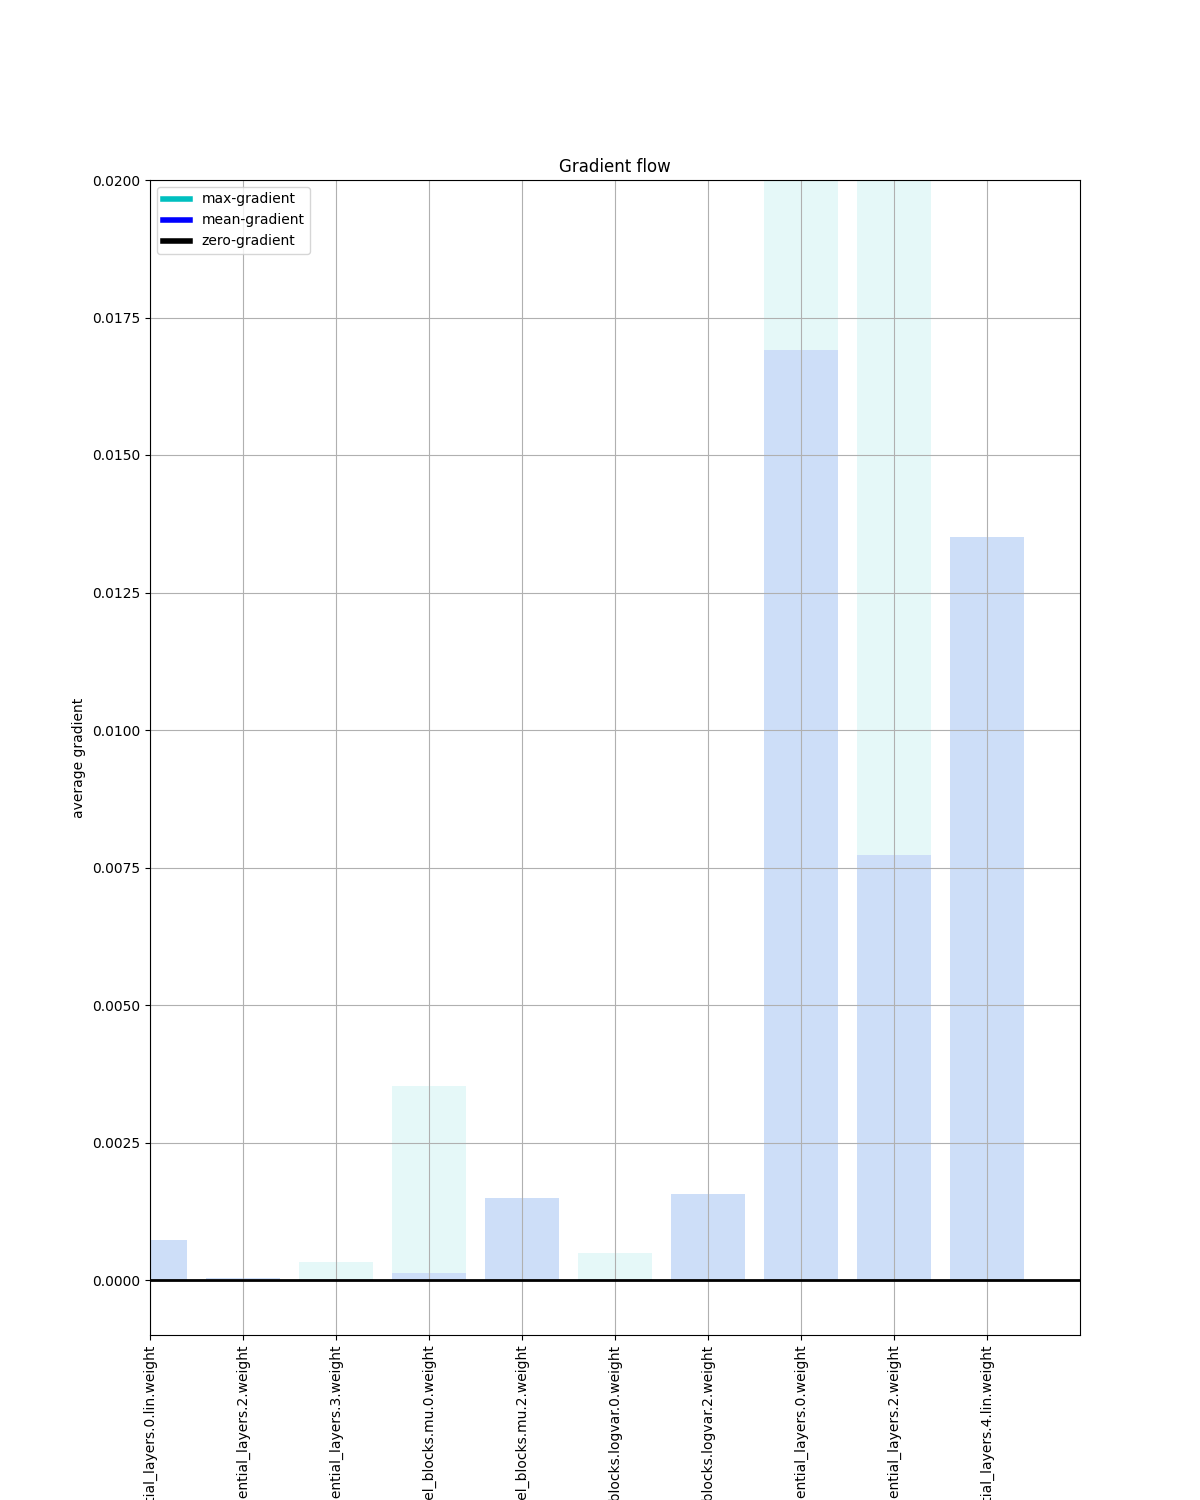 Gradient flow
max-gradient
mean-gradient
zero-gradient
0.0200
0.0175
0.0150
0.0125
0.0100
0.0075
0.0050
0.0025
0.0000
average gradient
tial_layers.0.lin.weight
ential_layers.2.weight
ential_layers.3.weight
el_blocks.mu.0.weight
el_blocks.mu.2.weight
blocks.logvar.0.weight
blocks.logvar.2.weight
ential_layers.0.weight
ential_layers.2.weight
tial_layers.4.lin.weight